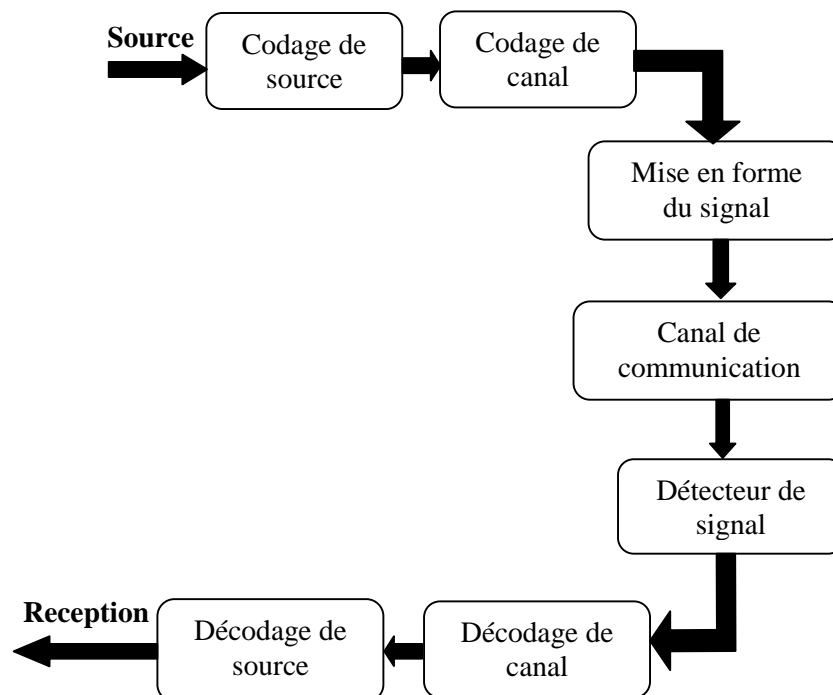 Source
Codage de
source
Codage de
canal
Mise en forme
du signal
Canal de
communication
Détecteur de
signal
Reception
Décodage de
source
Décodage de
canal